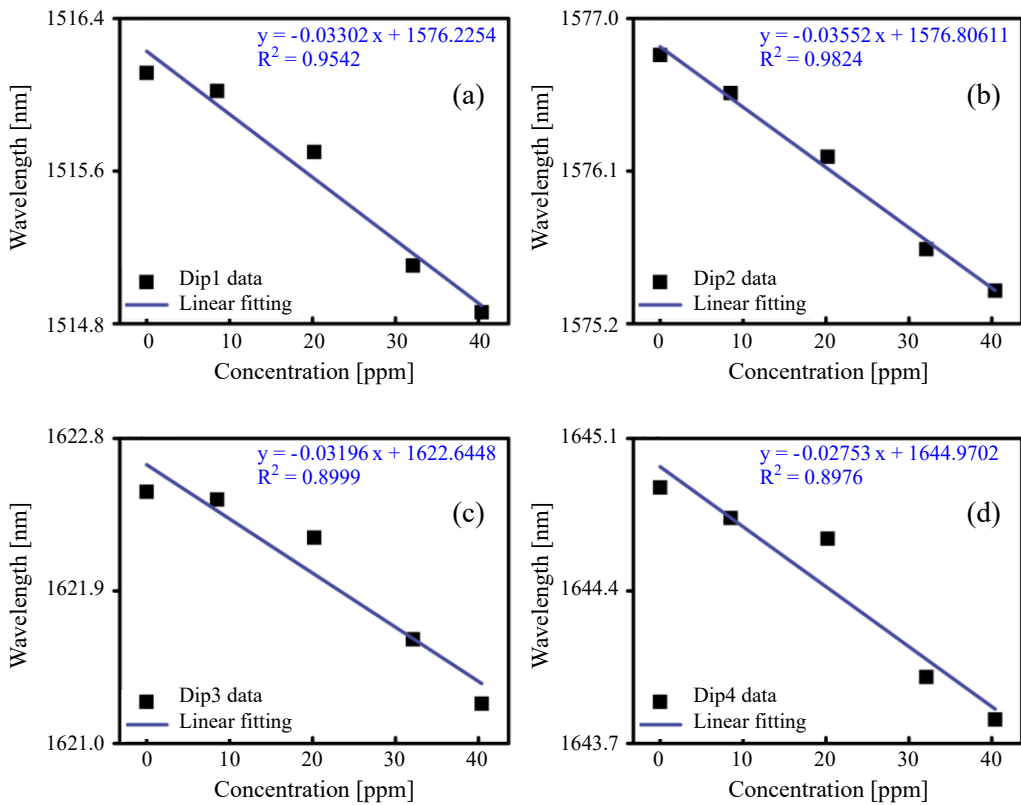 1516.4
1515.6
1514.8
Wavelength [nm]
y = -0.03302 x + 1576.2254
R² = 0.9542
(a)
Dip1 data
Linear fitting
0 10 20 30 40
Concentration [ppm]
1577.0
1576.1
1575.2
Wavelength [nm]
y = -0.03552 x + 1576.80611
R² = 0.9824
(b)
Dip2 data
Linear fitting
0 10 20 30 40
Concentration [ppm]
1622.8
1621.9
1621.0
Wavelength [nm]
y = -0.03196 x + 1622.6448
R² = 0.8999
(c)
Dip3 data
Linear fitting
0 10 20 30 40
Concentration [ppm]
1645.1
1644.4
1643.7
Wavelength [nm]
y = -0.02753 x + 1644.9702
R² = 0.8976
(d)
Dip4 data
Linear fitting
0 10 20 30 40
Concentration [ppm]